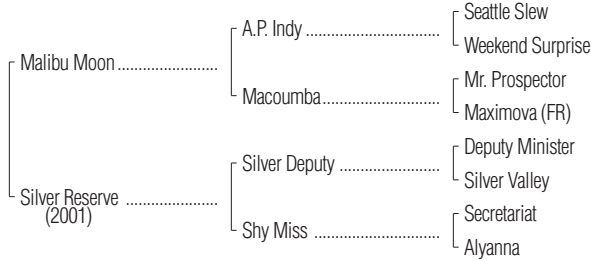 Seattle Slew
A.P. Indy ........................
Weekend Surprise
Malibu Moon ........................
Mr. Prospector
Macoumba ........................
Maximova (FR)
Deputy Minister
Silver Deputy ........................
Silver Valley
Silver Reserve ........................
(2001)
Secretariat
Shy Miss ........................
Alyanna